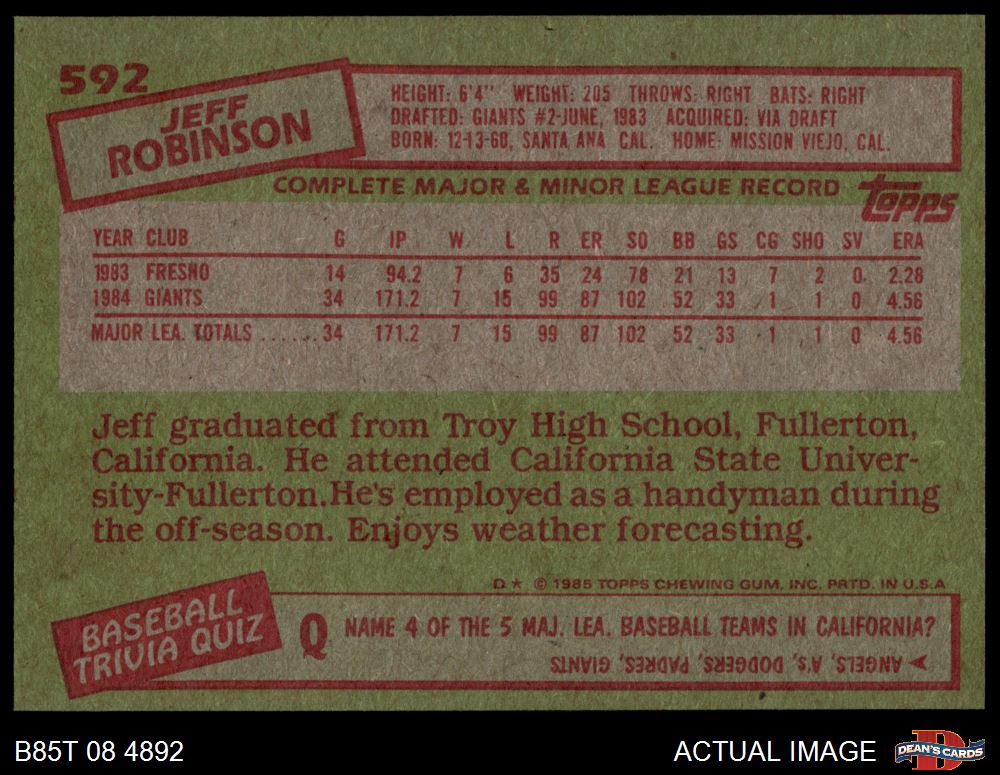 592
JEFF
ROBINSON
HEIGHT: 6'4" WEIGHT: 205 THROWS: RIGHT BATS: RIGHT
DRAFTED: GIANTS #2-JUNE, 1983 ACQUIRED: VIA DRAFT
BORN: 12-13-60, SANTA ANA CAL. HOME: MISSION VIEJO, CAL.
COMPLETE MAJOR & MINOR LEAGUE RECORD
topps
YEAR CLUB G IP W L R ER SO BB GS CG SHO SV ERA
1983 FRESNO 14 94.2 7 6 35 24 78 21 13 7 2 0 2.28
1984 GIANTS 34 171.2 7 15 99 87 102 52 33 1 1 0 4.56
MAJOR LEA. TOTALS ...... 34 171.2 7 15 99 87 102 52 33 1 1 0 4.56
Jeff graduated from Troy High School, Fullerton,
California. He attended California State Univer-
sity-Fullerton.He's employed as a handyman during
the off-season. Enjoys weather forecasting.
D* © 1985 TOPPS CHEWING GUM, INC. PRTD. IN U.S.A
BASEBALL
TRIVIA QUIZ
Q NAME 4 OF THE 5 MAJ. LEA. BASEBALL TEAMS IN CALIFORNIA?
ANGELS, A's, DODGERS, PADRES, GIANTS
B85T 08 4892
ACTUAL IMAGE
D
DEAN'S CARDS